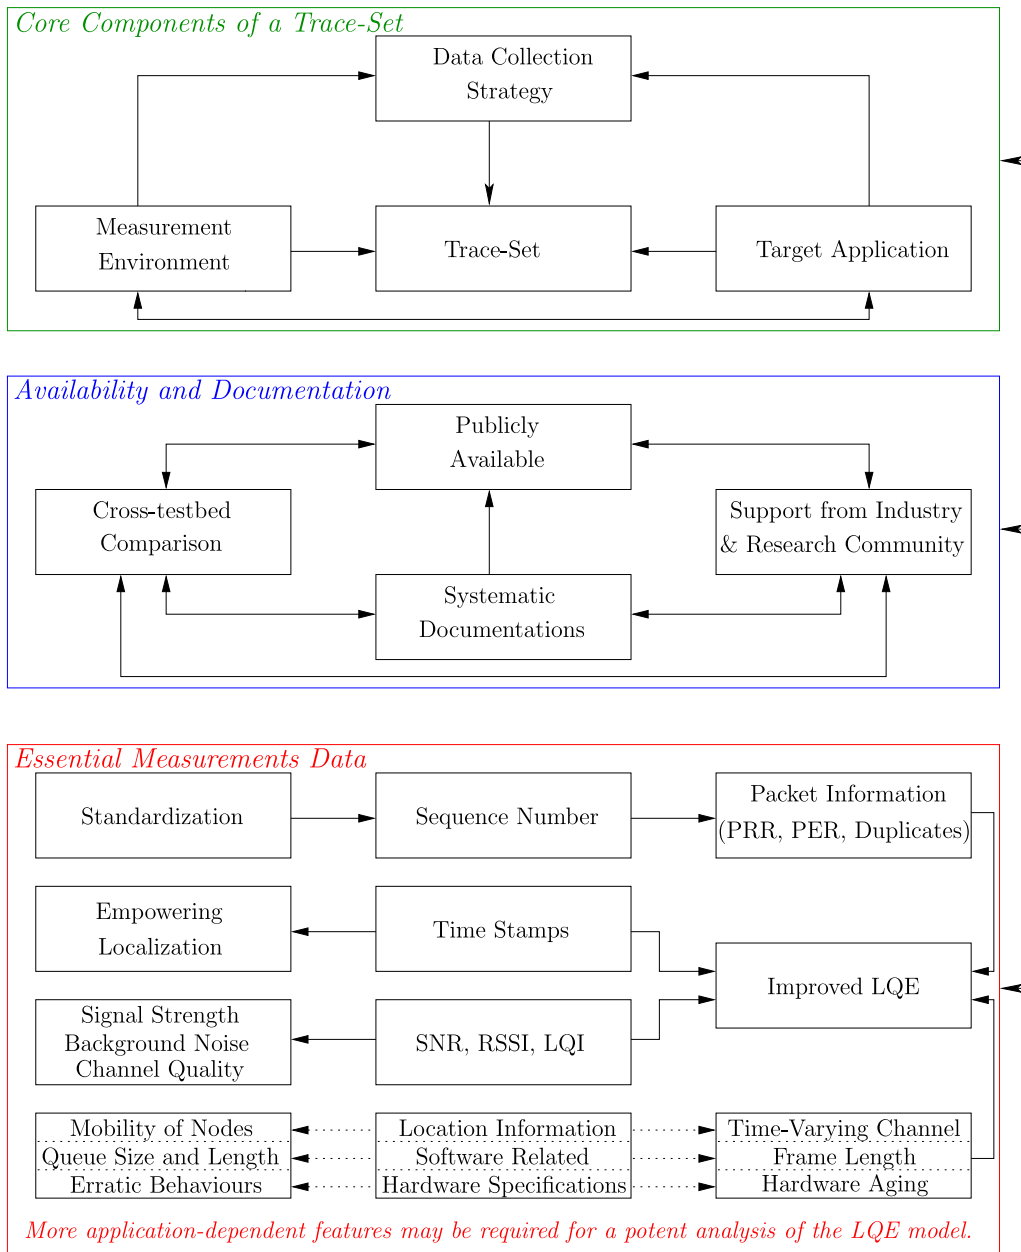 Core Components of a Trace-Set
Data Collection
Strategy
Measurement
Environment
Trace-Set
Target Application
Availability and Documentation
Publicly
Available
Cross-testbed
Comparison
Support from Industry
& Research Community
Systematic
Documentations
Essential Measurements Data
Standardization
Sequence Number
Packet Information
(PRR, PER, Duplicates)
Empowering
Localization
Time Stamps
Improved LQE
Signal Strength
Background Noise
Channel Quality
SNR, RSSI, LQI
Mobility of Nodes
Location Information
Time-Varying Channel
Queue Size and Length
Software Related
Frame Length
Erratic Behaviours
Hardware Specifications
Hardware Aging
More application-dependent features may be required for a potent analysis of the LQE model.